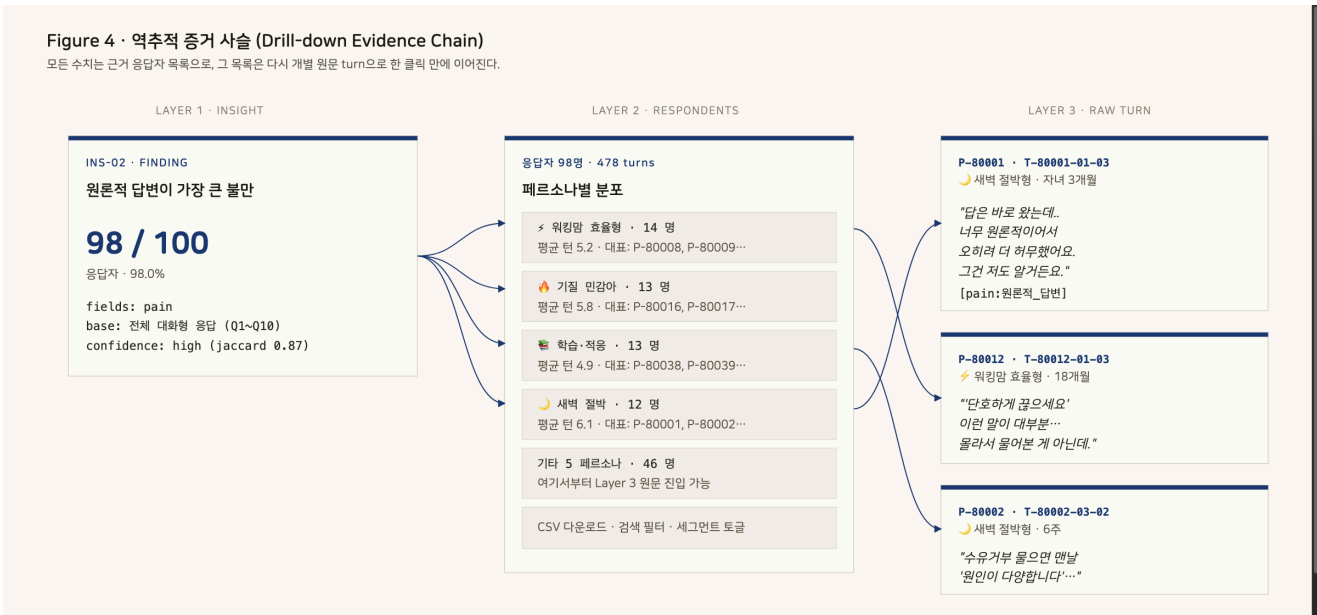 Figure 4 · 역추적 증거 사슬 (Drill-down Evidence Chain)
모든 수치는 근거 응답자 목록으로, 그 목록은 다시 개별 원문 turn으로 한 클릭 만에 이어진다.
LAYER 1 · INSIGHT
INS-02 · FINDING
원론적 답변이 가장 큰 불만
98 / 100
응답자 · 98.0%
fields: pain
base: 전체 대화형 응답 (Q1~Q10)
confidence: high (jaccard 0.87)
LAYER 2 · RESPONDENTS
응답자 98명 · 478 turns
페르소나별 분포
⚡ 워킹맘 효율형 · 14 명
평균 턴 5.2 · 대표: P-80008, P-80009…
🔥 기질 민감아 · 13 명
평균 턴 5.8 · 대표: P-80016, P-80017…
📚 학습·적응 · 13 명
평균 턴 4.9 · 대표: P-80038, P-80039…
🌙 새벽 절박 · 12 명
평균 턴 6.1 · 대표: P-80001, P-80002…
기타 5 페르소나 · 46 명
여기서부터 Layer 3 원문 진입 가능
CSV 다운로드 · 검색 필터 · 세그먼트 토글
LAYER 3 · RAW TURN
P-80001 · T-80001-01-03
🌙 새벽 절박형 · 자녀 3개월
"답은 바로 왔는데..
너무 원론적이어서
오히려 더 허무했어요.
그건 저도 알거든요."
[pain:원론적_답변]
P-80012 · T-80012-01-03
⚡ 워킹맘 효율형 · 18개월
"'단호하게 끊으세요'
이런 말이 대부분…
몰라서 물어본 게 아닌데."
P-80002 · T-80002-03-02
🌙 새벽 절박형 · 6주
"수유거부 물으면 맨날
'원인이 다양합니다'…"